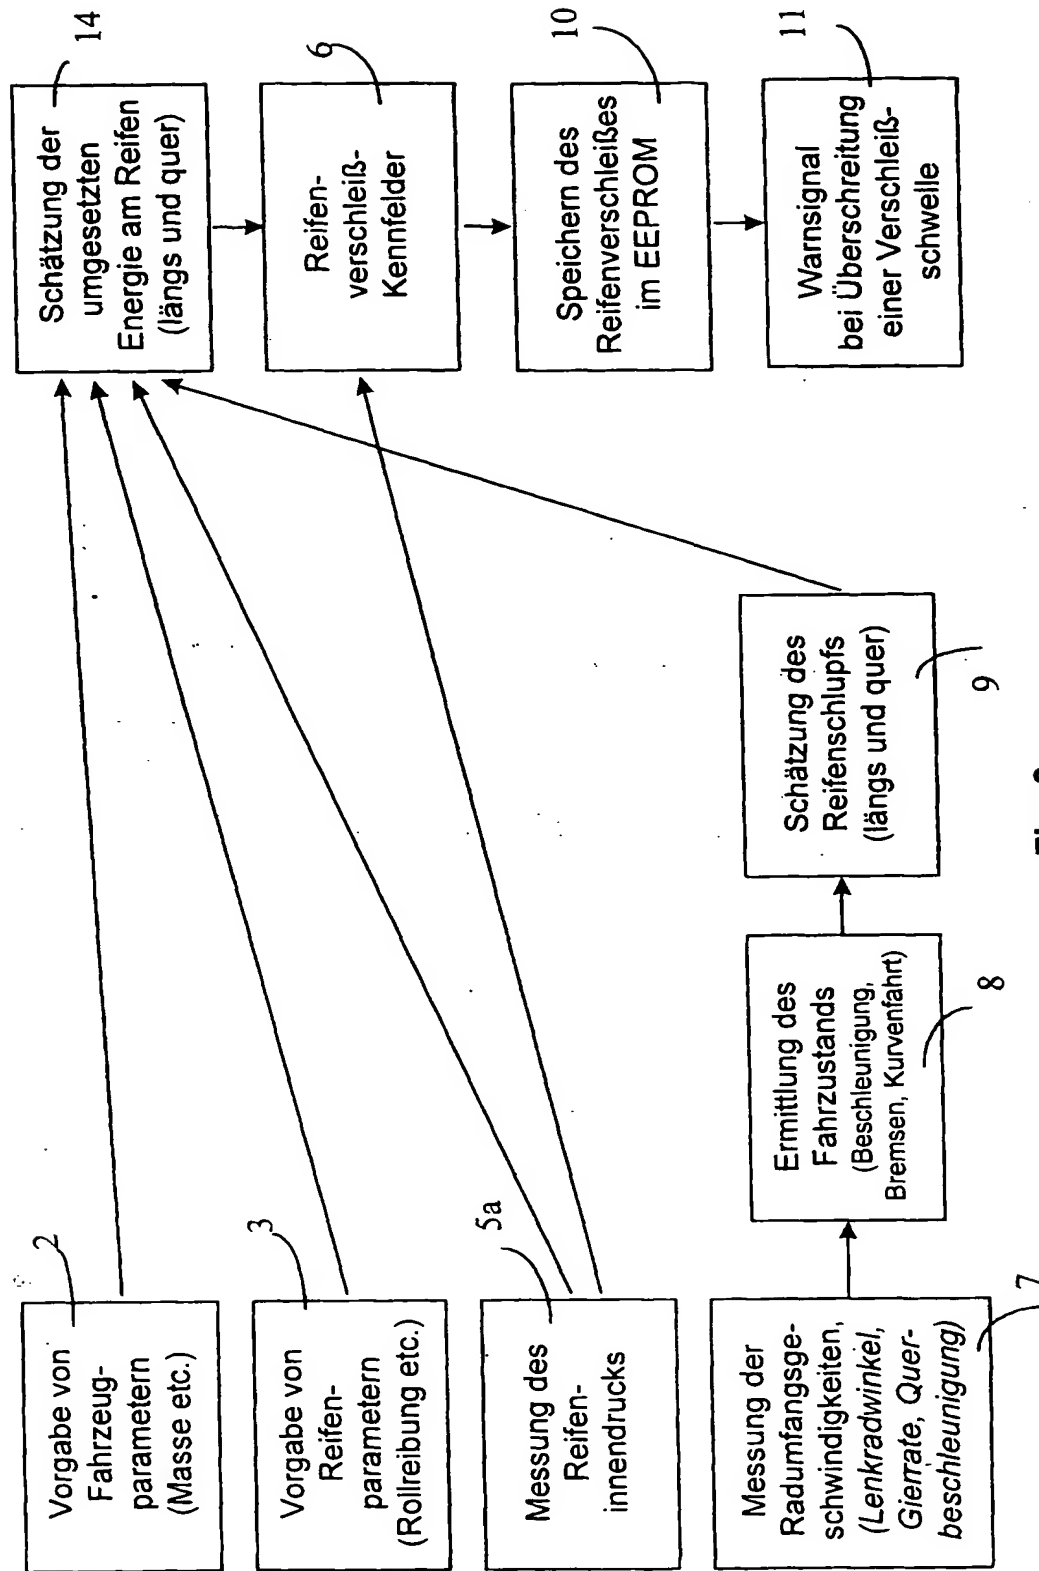 2
Vorgabe von
Fahrzeug-
parametern
(Masse etc.)
3
Vorgabe von
Reifen-
parametern
(Rollreibung etc.)
5a
Messung des
Reifen-
innendrucks
Messung der
Radumfangsge-
schwindigkeiten,
(Lenkradwinkel,
Gierrate, Quer-
beschleunigung)
7
Ermittlung des
Fahrzustands
(Beschleunigung,
Bremsen, Kurvenfahrt)
8
Schätzung des
Reifenschlupfs
(längs und quer)
9
14
Schätzung der
umgesetzten
Energie am Reifen
(längs und quer)
6
Reifen-
verschleiß-
Kennfelder
10
Speichern des
Reifenverschleißes
im EEPROM
11
Warnsignal
bei Überschreitung
einer Verschleiß-
schwelle